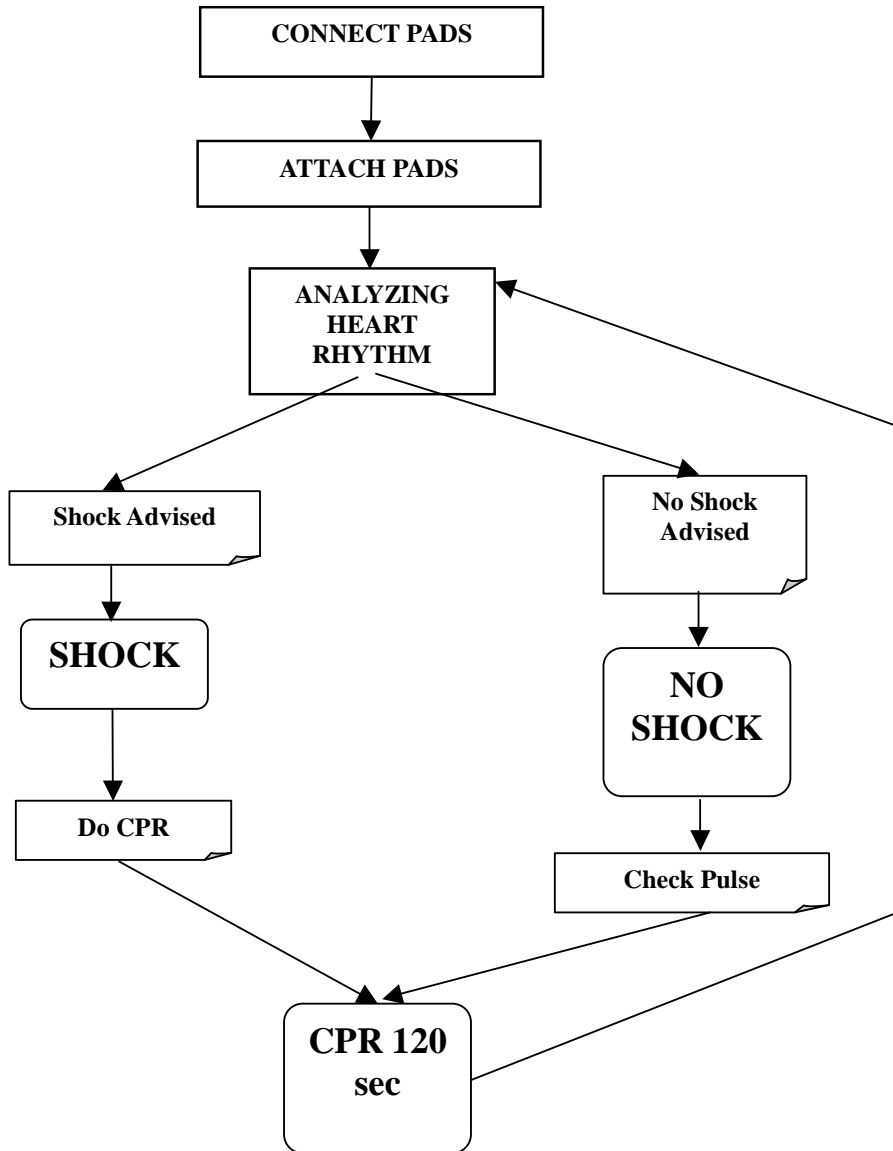 CONNECT PADS
ATTACH PADS
ANALYZING
HEART
RHYTHM
Shock Advised
No Shock
Advised
SHOCK
NO
SHOCK
Do CPR
Check Pulse
CPR 120
sec